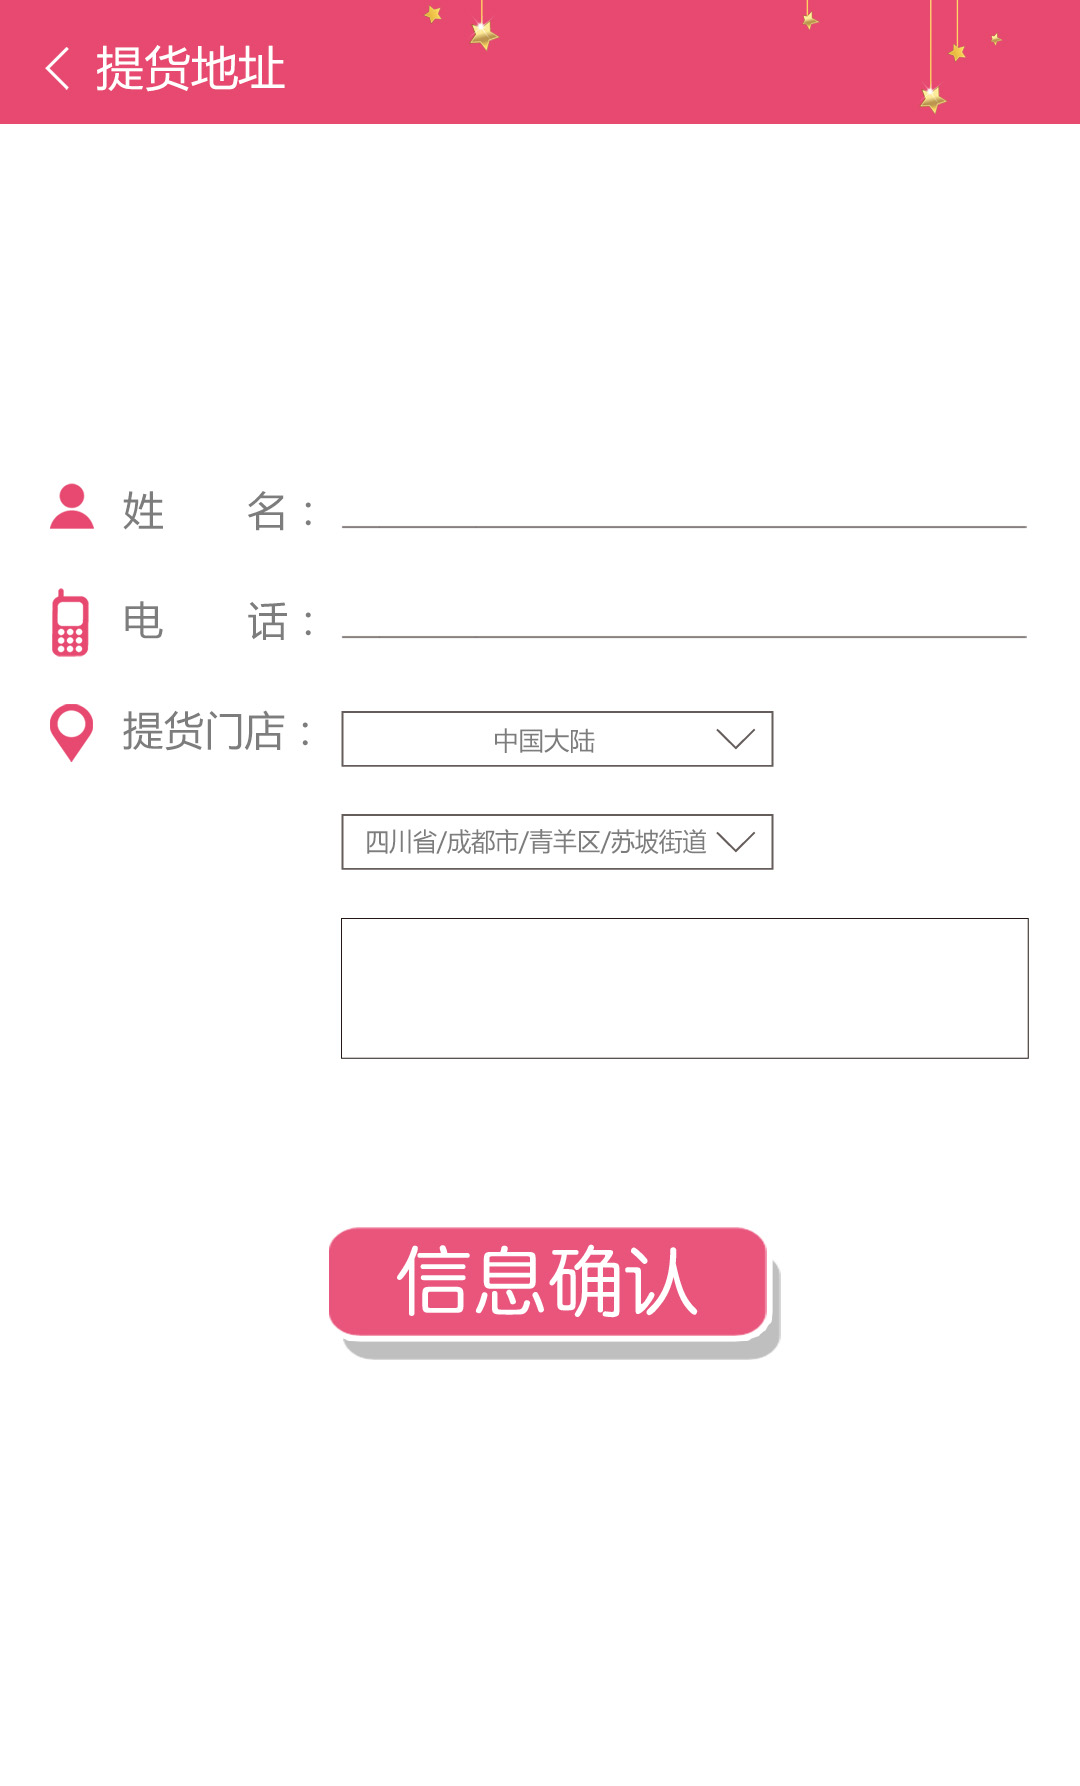 提货地址
姓 名：
电 话：
提货门店：
中国大陆
四川省/成都市/青羊区/苏坡街道
信息确认